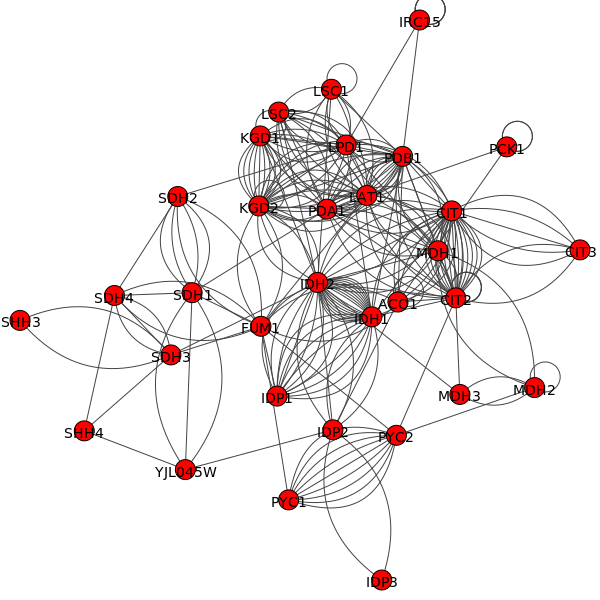 IRC15
LSC1
LSC2
KGD1
LPD1
PDB1
PCK1
SDH2
KGD2
PDA1
LAT1
CIT1
MDH1
CIT3
IDH2
SDH4
SDH1
ACO1
CIT2
IDH1
SHH3
FUM1
SDH3
IDP1
MDH3
MDH2
SHH4
IDP2
PYC2
YJL045W
PYC1
IDP3